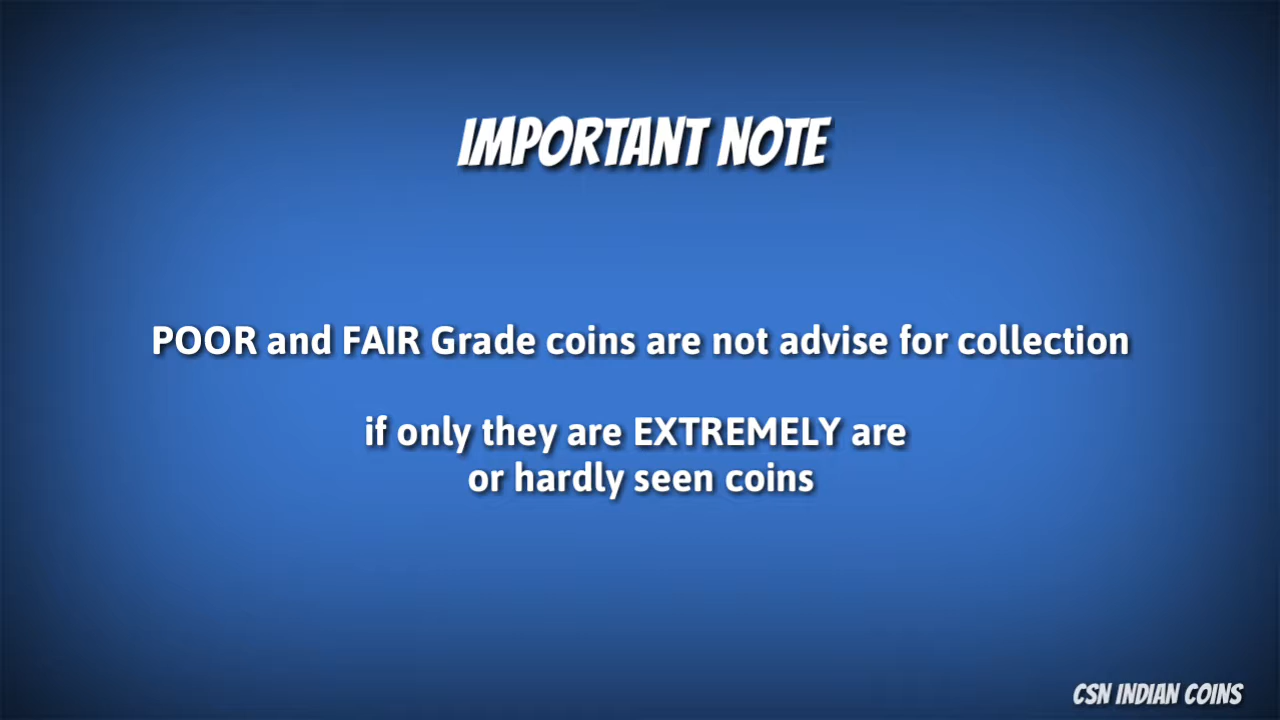 IMPORTANT NOTE
POOR and FAIR Grade coins are not advise for collection
if only they are EXTREMELY are
or hardly seen coins
CSN INDIAN COINS